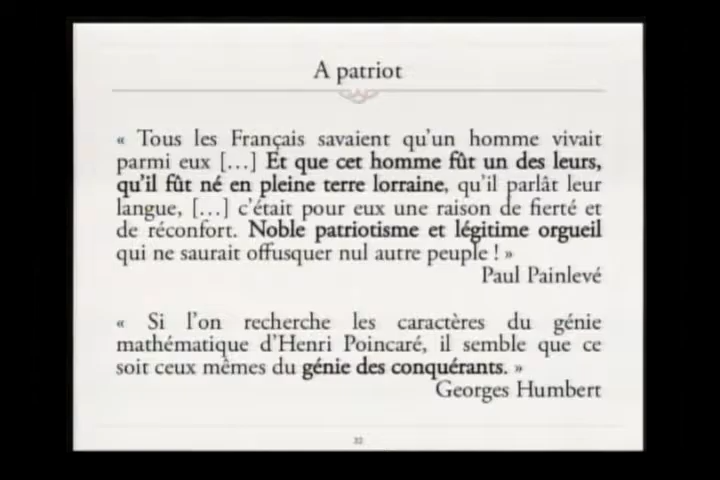 A patriot
« Tous les Français savaient qu'un homme vivait
parmi eux […] Et que cet homme fût un des leurs,
qu'il fût né en pleine terre lorraine, qu'il parlât leur
langue, […] c'était pour eux une raison de fierté et
de réconfort. Noble patriotisme et légitime orgueil
qui ne saurait offusquer nul autre peuple ! »
Paul Painlevé
« Si l'on recherche les caractères du génie
mathématique d'Henri Poincaré, il semble que ce
soit ceux mêmes du génie des conquérants. »
Georges Humbert